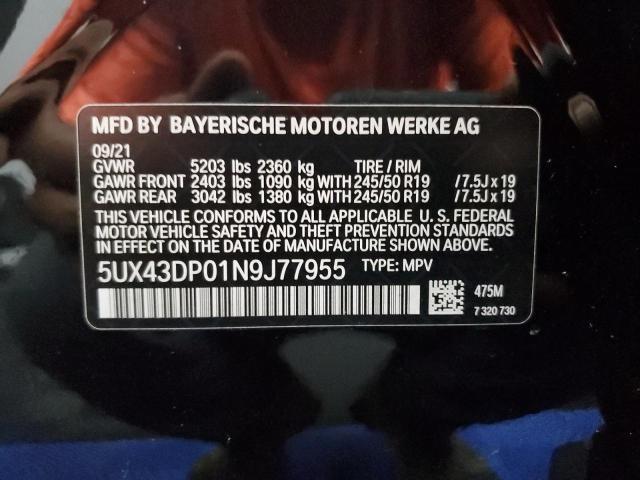 MFD BY BAYERISCHE MOTOREN WERKE AG
09/21
GVWR 5203 lbs 2360 kg TIRE / RIM
GAWR FRONT 2403 lbs 1090 kg WITH 245/50 R19 / 7.5J x 19
GAWR REAR 3042 lbs 1380 kg WITH 245/50 R19 / 7.5J x 19
THIS VEHICLE CONFORMS TO ALL APPLICABLE U. S. FEDERAL
MOTOR VEHICLE SAFETY AND THEFT PREVENTION STANDARDS
IN EFFECT ON THE DATE OF MANUFACTURE SHOWN ABOVE.
5UX43DP01N9J77955 TYPE: MPV
475M
7 320 730